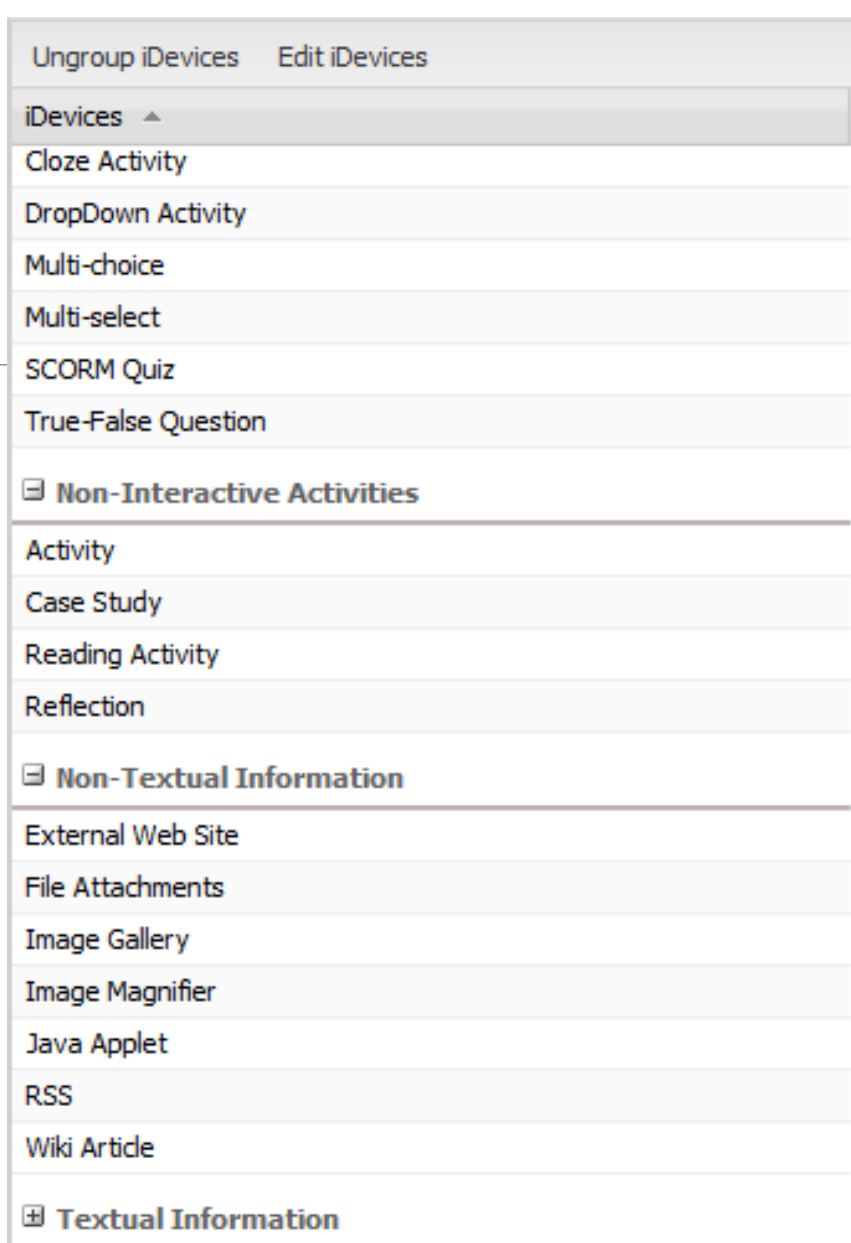 Ungroup iDevices Edit iDevices
iDevices
Cloze Activity
DropDown Activity
Multi-choice
Multi-select
SCORM Quiz
True-False Question
Non-Interactive Activities
Activity
Case Study
Reading Activity
Reflection
Non-Textual Information
External Web Site
File Attachments
Image Gallery
Image Magnifier
Java Applet
RSS
Wiki Article
Textual Information